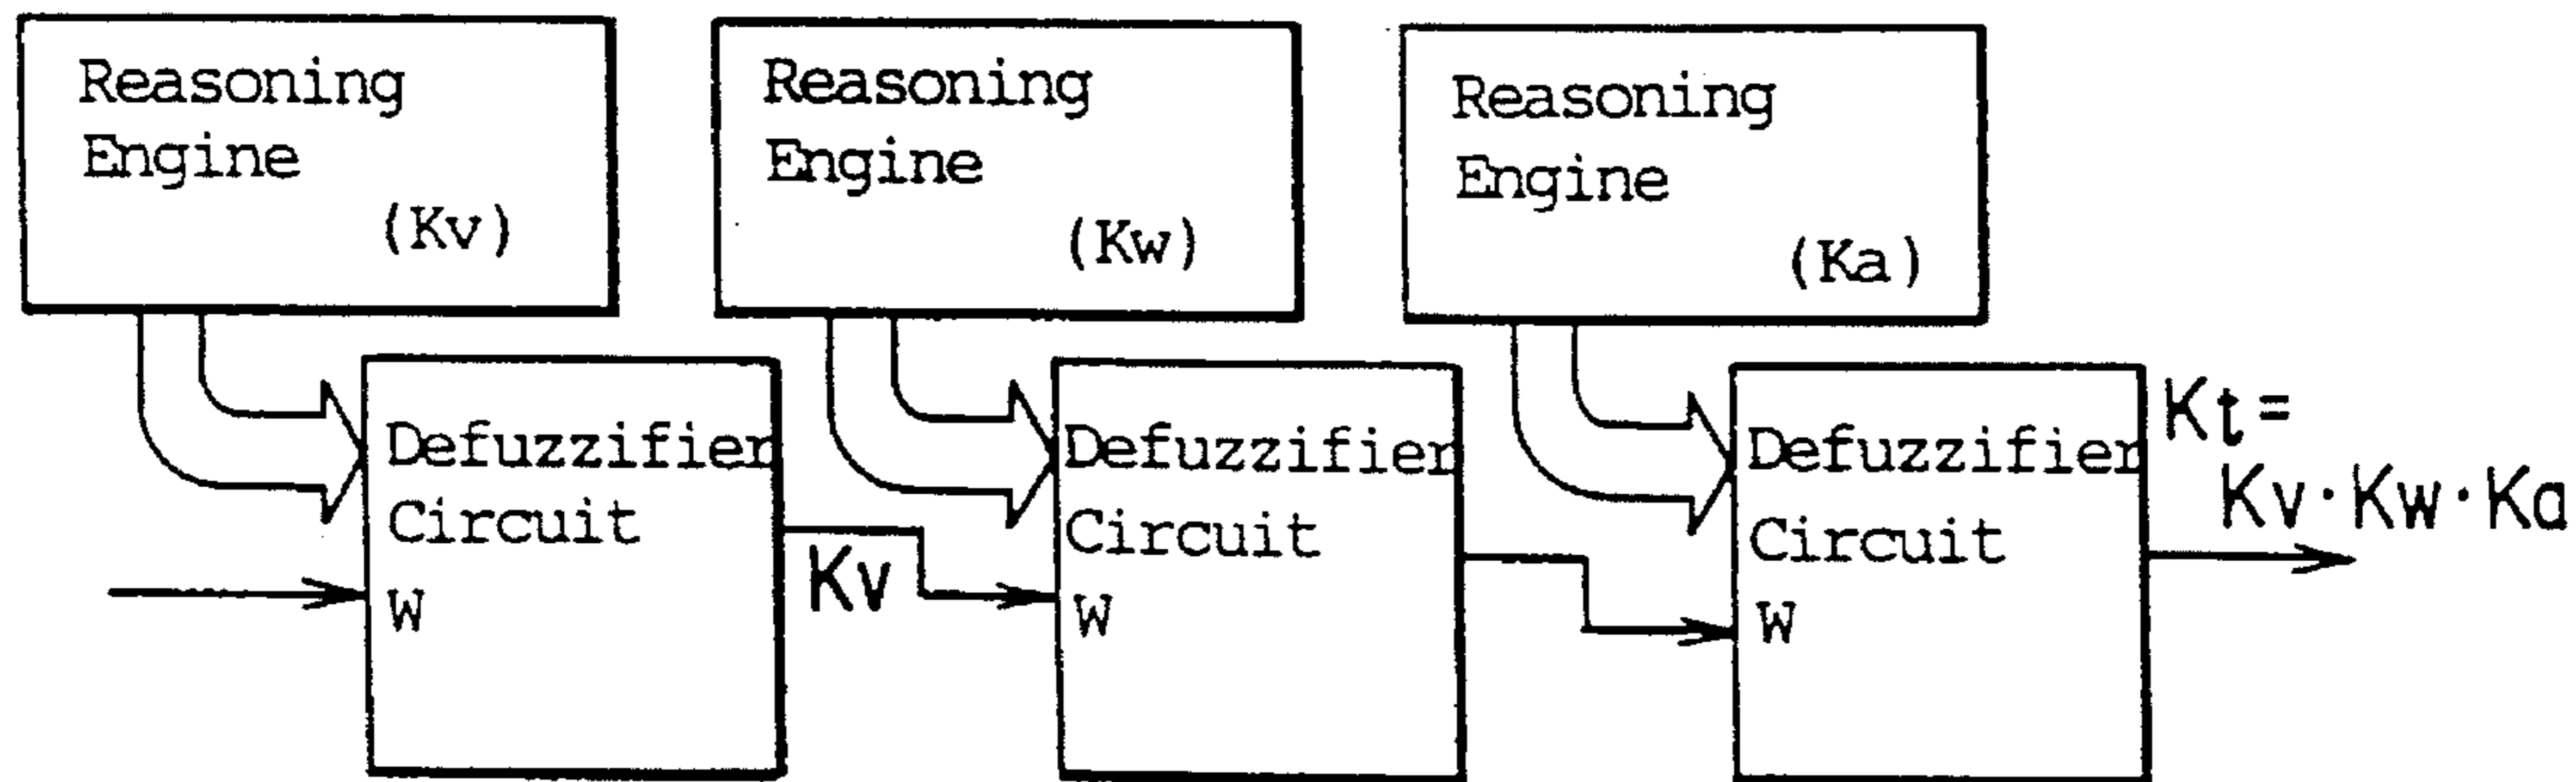 Reasoning
Engine
(Kv)
Reasoning
Engine
(Kw)
Reasoning
Engine
(Ka)
Defuzzifier
Circuit
W
Kv
Defuzzifier
Circuit
W
Defuzzifier
Circuit
W
Kt=
Kv·Kw·Ka